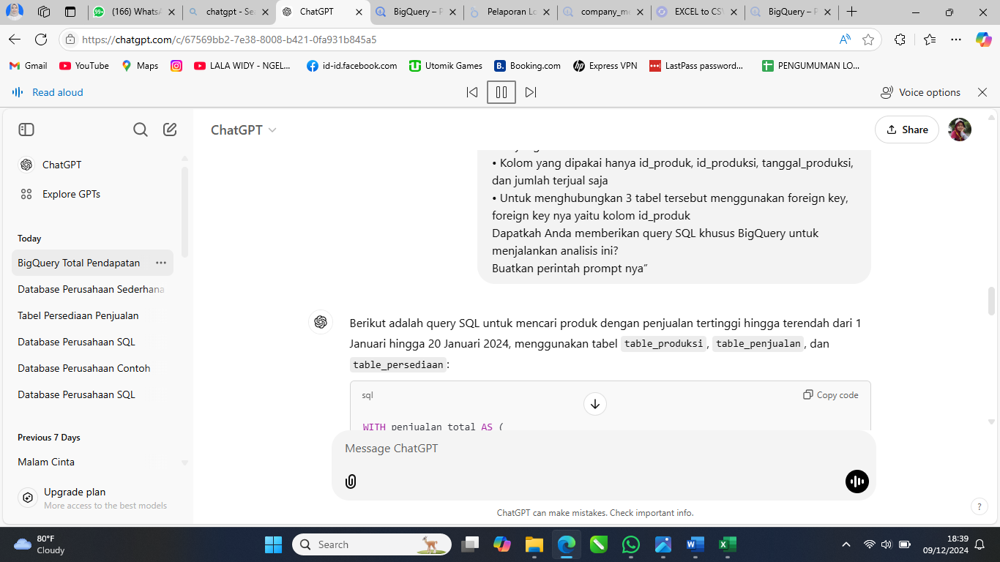 (166) Whats
chatgpt - Se
ChatGPT
BigQuery – P
Pelaporan Lo
company_me
EXCEL to CSV
BigQuery – P
https://chatgpt.com/c/67569bb2-7e38-8008-b421-0fa931b845a5
Gmail
YouTube
Maps
LALA WIDY - NGEL...
id-id.facebook.com
Utomik Games
Booking.com
Express VPN
LastPass password...
PENGUMUMAN LO...
Read aloud
Voice options
ChatGPT
Share
ChatGPT
Explore GPTs
Today
BigQuery Total Pendapatan
Database Perusahaan Sederhana
Tabel Persediaan Penjualan
Database Perusahaan SQL
Database Perusahaan Contoh
Database Perusahaan SQL
Previous 7 Days
Malam Cinta
Upgrade plan
More access to the best models
• Kolom yang dipakai hanya id_produk, id_produksi, tanggal_produksi,
dan jumlah terjual saja
• Untuk menghubungkan 3 tabel tersebut menggunakan foreign key,
foreign key nya yaitu kolom id_produk
Dapatkah Anda memberikan query SQL khusus BigQuery untuk
menjalankan analisis ini?
Buatkan perintah prompt nya”
Berikut adalah query SQL untuk mencari produk dengan penjualan tertinggi hingga terendah dari 1
Januari hingga 20 Januari 2024, menggunakan tabel table_produksi, table_penjualan, dan
table_persediaan:
sql
Copy code
WITH penjualan_total AS (
Message ChatGPT
ChatGPT can make mistakes. Check important info.
?
80°F
Cloudy
Search
18:39
09/12/2024